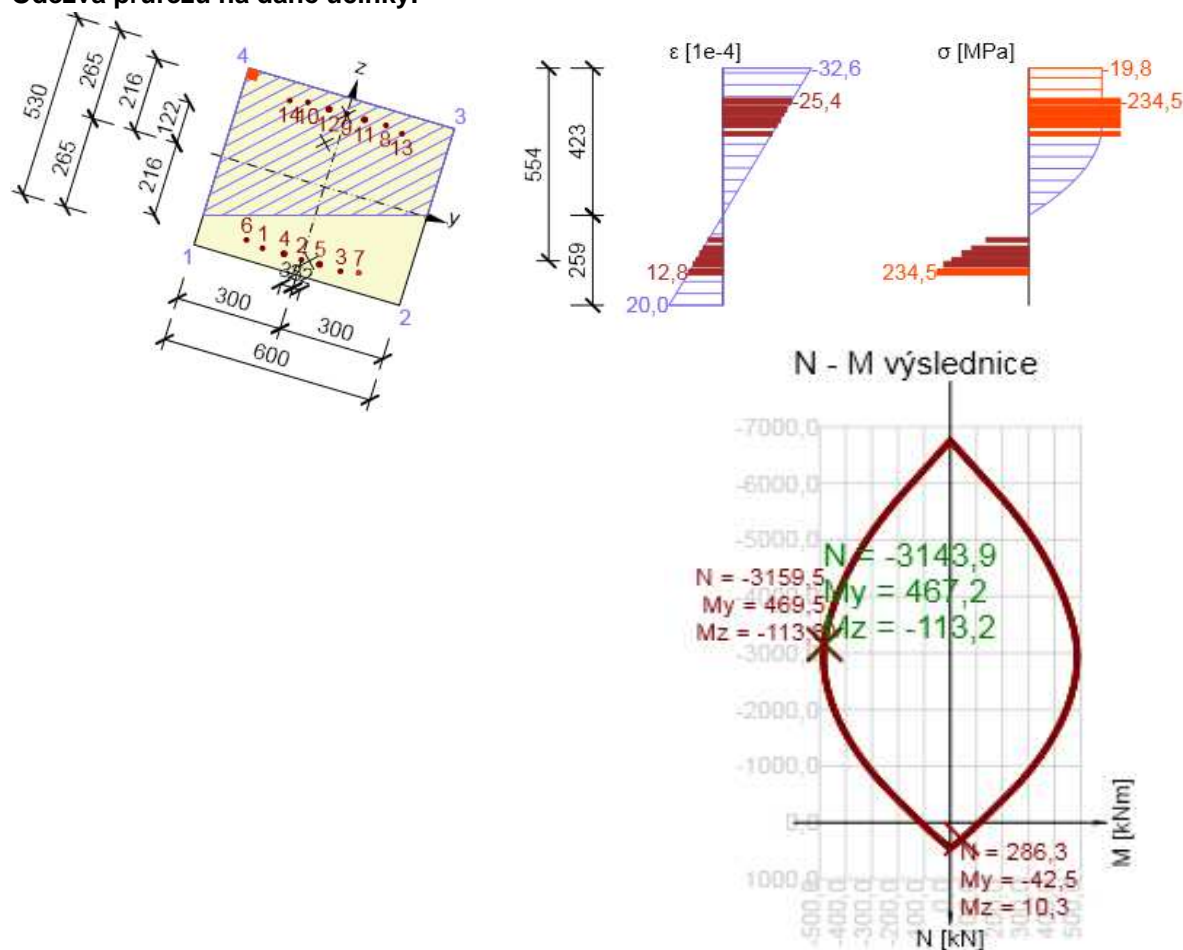 Odezva průřezu na dané účinky:
530
265
265
265
216
122
216
4
3
1
2
z
y
14 10 12 9 11 8 13
6 1 4 2 5 3 7
300
300
600
554
423
259
ε [1e-4]
-32,6
-25,4
12,8
20,0
σ [MPa]
-19,8
-234,5
234,5
N - M výslednice
-7000,0
-6000,0
-5000,0
-3000,0
-2000,0
-1000,0
0,0
1000,0
N = -3143,9
My = 467,2
Mz = -113,2
N = -3159,5
My = 469,5
N = 286,3
My = -42,5
Mz = 10,3
M [kNm]
N [kN]